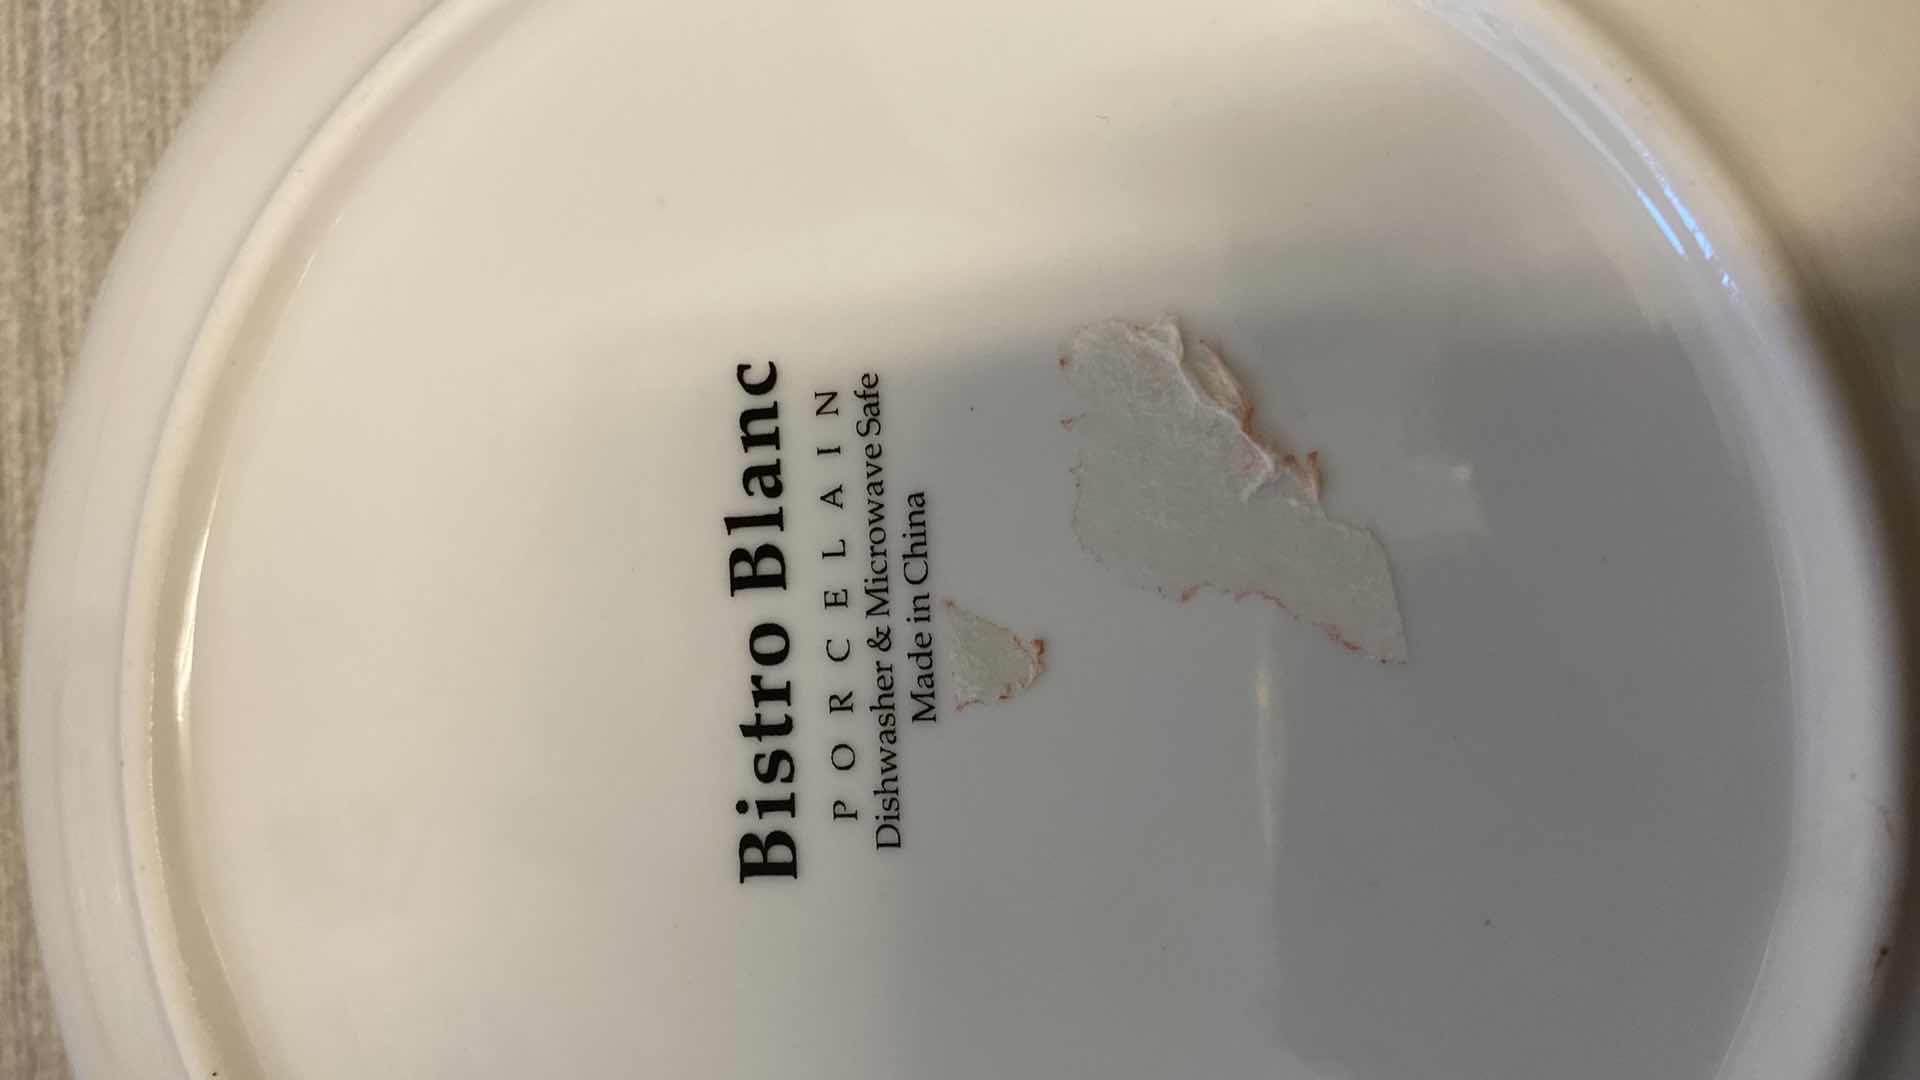 Bistro Blanc
PORCELAIN
Dishwasher & Microwave Safe
Made in China